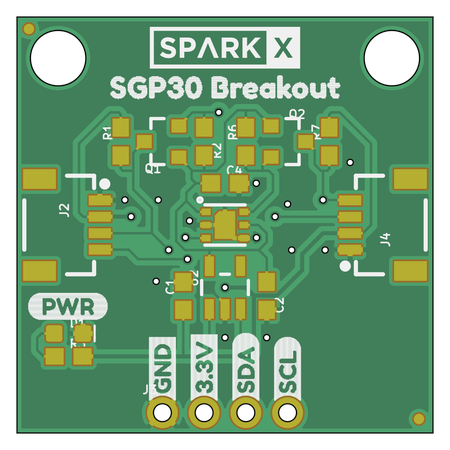 SPARK X
SGP30 Breakout
R1
R6
R2
R7
Q1
R2
C4
J2
J4
U2
C1
C2
PWR
GND
3.3V
SDA
SCL